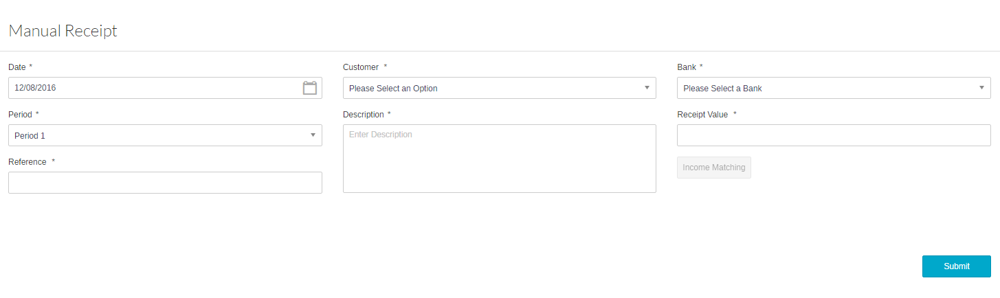 Manual Receipt
Date *
Customer *
Bank *
12/08/2016
Please Select an Option
Please Select a Bank
Period *
Description *
Receipt Value *
Period 1
Enter Description
Reference *
Income Matching
Submit